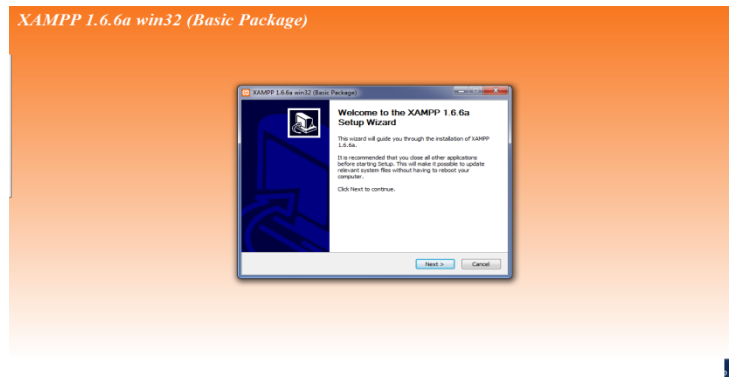 XAMPP 1.6.6a win32 (Basic Package)
XAMPP 1.6.6a win32 (Basic Package)
Welcome to the XAMPP 1.6.6a
Setup Wizard
This wizard will guide you through the installation of XAMPP
1.6.6a.
It is recommended that you close all other applications
before starting Setup. This will make it possible to update
relevant system files without having to reboot your
computer.
Click Next to continue.
Next >
Cancel